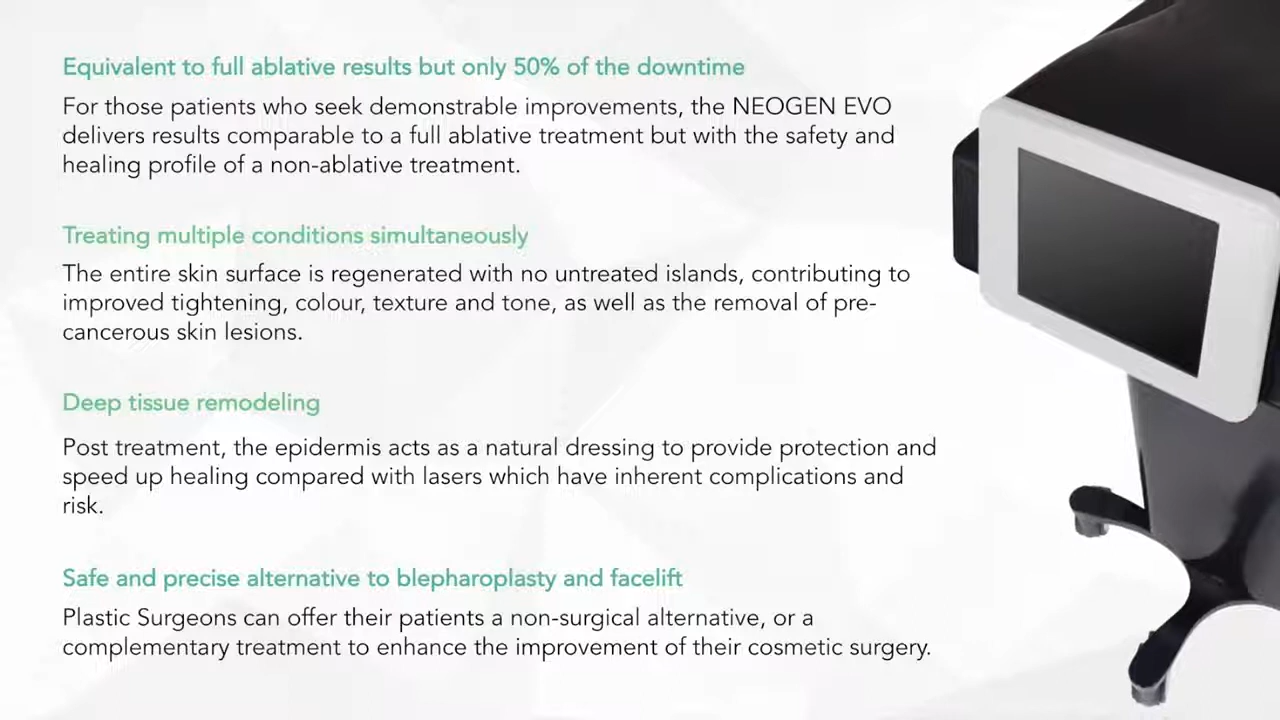 Equivalent to full ablative results but only 50% of the downtime
For those patients who seek demonstrable improvements, the NEOGEN EVO
delivers results comparable to a full ablative treatment but with the safety and
healing profile of a non-ablative treatment.
Treating multiple conditions simultaneously
The entire skin surface is regenerated with no untreated islands, contributing to
improved tightening, colour, texture and tone, as well as the removal of pre-
cancerous skin lesions.
Deep tissue remodeling
Post treatment, the epidermis acts as a natural dressing to provide protection and
speed up healing compared with lasers which have inherent complications and
risk.
Safe and precise alternative to blepharoplasty and facelift
Plastic Surgeons can offer their patients a non-surgical alternative, or a
complementary treatment to enhance the improvement of their cosmetic surgery.